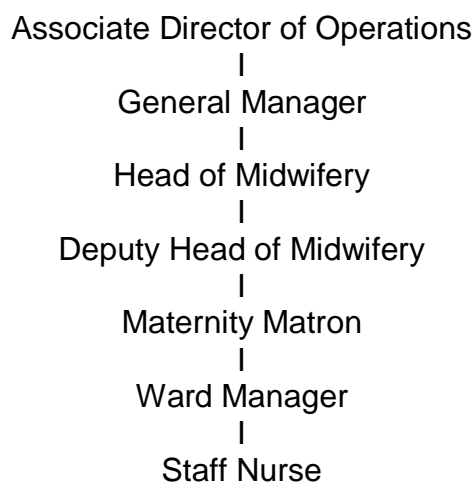 Associate Director of Operations
General Manager
Head of Midwifery
Deputy Head of Midwifery
Maternity Matron
Ward Manager
Staff Nurse